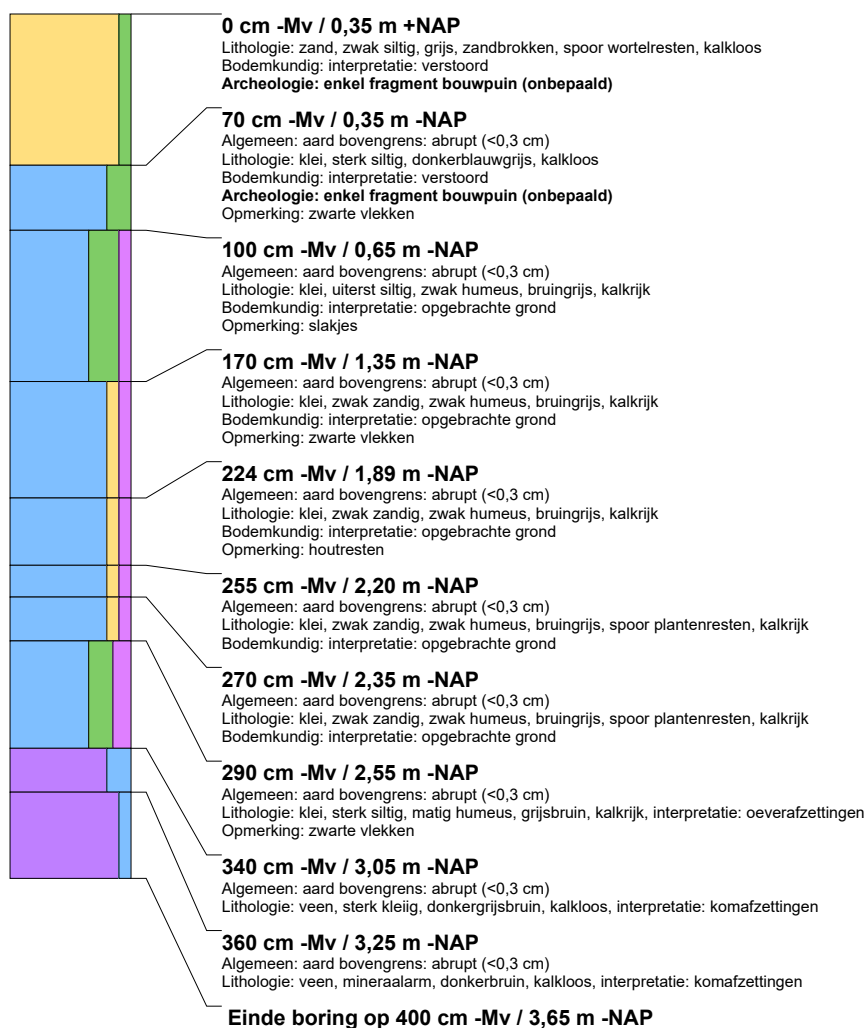 0 cm -Mv / 0,35 m +NAP
Lithologie: zand, zwak siltig, grijs, zandbrokken, spoor wortelresten, kalkloos
Bodemkundig: interpretatie: verstoord
Archeologie: enkel fragment bouwpuin (onbepaald)
70 cm -Mv / 0,35 m -NAP
Algemeen: aard bovengrens: abrupt (<0,3 cm)
Lithologie: klei, sterk siltig, donkerblauwgrijs, kalkloos
Bodemkundig: interpretatie: verstoord
Archeologie: enkel fragment bouwpuin (onbepaald)
Opmerking: zwarte vlekken
100 cm -Mv / 0,65 m -NAP
Algemeen: aard bovengrens: abrupt (<0,3 cm)
Lithologie: klei, uiterst siltig, zwak humeus, bruingrijs, kalkrijk
Bodemkundig: interpretatie: opgebrachte grond
Opmerking: slakjes
170 cm -Mv / 1,35 m -NAP
Algemeen: aard bovengrens: abrupt (<0,3 cm)
Lithologie: klei, zwak zandig, zwak humeus, bruingrijs, kalkrijk
Bodemkundig: interpretatie: opgebrachte grond
Opmerking: zwarte vlekken
224 cm -Mv / 1,89 m -NAP
Algemeen: aard bovengrens: abrupt (<0,3 cm)
Lithologie: klei, zwak zandig, zwak humeus, bruingrijs, kalkrijk
Bodemkundig: interpretatie: opgebrachte grond
Opmerking: houtresten
255 cm -Mv / 2,20 m -NAP
Algemeen: aard bovengrens: abrupt (<0,3 cm)
Lithologie: klei, zwak zandig, zwak humeus, bruingrijs, spoor plantenresten, kalkrijk
Bodemkundig: interpretatie: opgebrachte grond
270 cm -Mv / 2,35 m -NAP
Algemeen: aard bovengrens: abrupt (<0,3 cm)
Lithologie: klei, zwak zandig, zwak humeus, bruingrijs, spoor plantenresten, kalkrijk
Bodemkundig: interpretatie: opgebrachte grond
290 cm -Mv / 2,55 m -NAP
Algemeen: aard bovengrens: abrupt (<0,3 cm)
Lithologie: klei, sterk siltig, matig humeus, grijsbruin, kalkrijk, interpretatie: oeverafzettingen
Opmerking: zwarte vlekken
340 cm -Mv / 3,05 m -NAP
Algemeen: aard bovengrens: abrupt (<0,3 cm)
Lithologie: veen, sterk kleiig, donkergrijsbruin, kalkloos, interpretatie: komafzettingen
360 cm -Mv / 3,25 m -NAP
Algemeen: aard bovengrens: abrupt (<0,3 cm)
Lithologie: veen, mineraalarm, donkerbruin, kalkloos, interpretatie: komafzettingen
Einde boring op 400 cm -Mv / 3,65 m -NAP